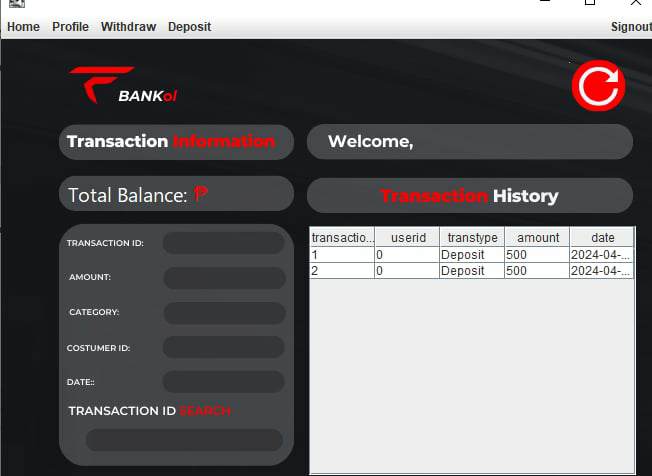 Home Profile Withdraw Deposit Signout
BANKol
Transaction Information
Welcome,
Total Balance: ₱
Transaction History
TRANSACTION ID:
AMOUNT:
CATEGORY:
COSTUMER ID:
DATE::
TRANSACTION ID SEARCH
transactio... userid transtype amount date
1 0 Deposit 500 2024-04-...
2 0 Deposit 500 2024-04-...